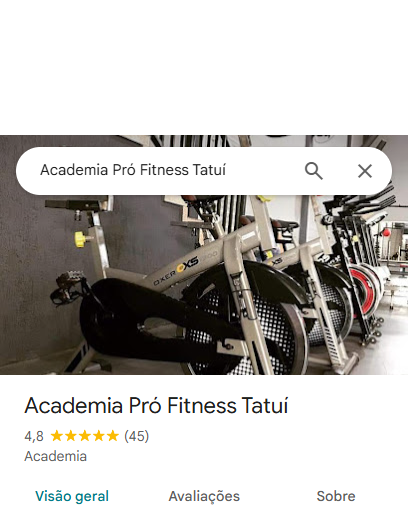 Academia Pró Fitness Tatuí
OXER XS
Academia Pró Fitness Tatuí
4,8 ★★★★★ (45)
Academia
Visão geral
Avaliações
Sobre